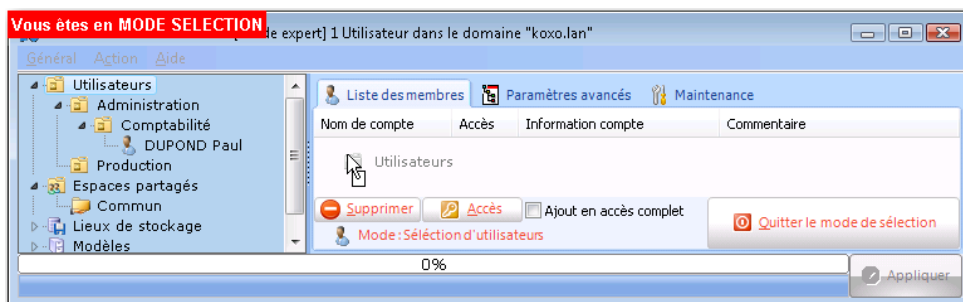 Vous êtes en MODE SELECTION
de expert] 1 Utilisateur dans le domaine "koxo.lan"
Général Action Aide
Utilisateurs
Administration
Comptabilité
DUPOND Paul
Production
Espaces partagés
Commun
Lieux de stockage
Modèles
Liste des membres Paramètres avancés Maintenance
Nom de compte Accès Information compte Commentaire
Utilisateurs
Supprimer Accès Ajout en accès complet
Mode : Séléction d'utilisateurs
Quitter le mode de sélection
0%
Appliquer